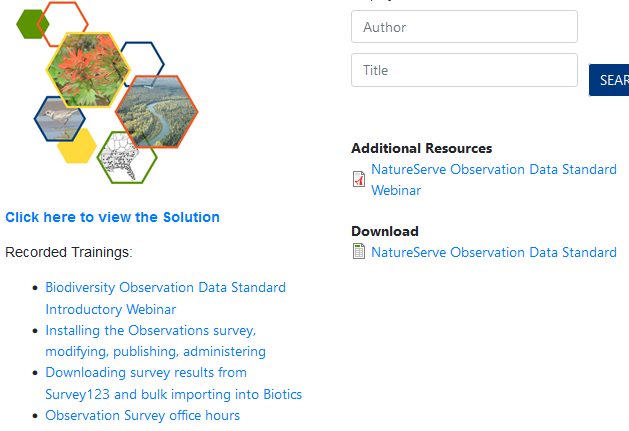 Click here to view the Solution
Recorded Trainings:
Biodiversity Observation Data Standard
Introductory Webinar
Installing the Observations survey,
modifying, publishing, administering
Downloading survey results from
Survey123 and bulk importing into Biotics
Observation Survey office hours
Author
Title
SEAR
Additional Resources
NatureServe Observation Data Standard
Webinar
Download
NatureServe Observation Data Standard